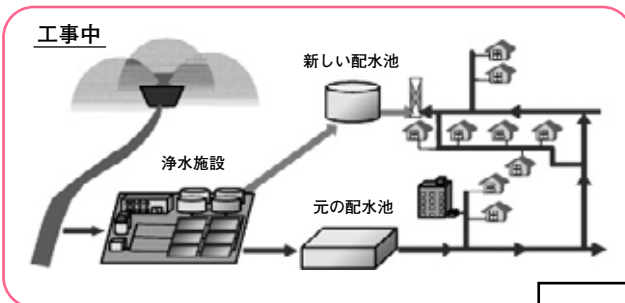 工事中
新しい配水池
浄水施設
元の配水池